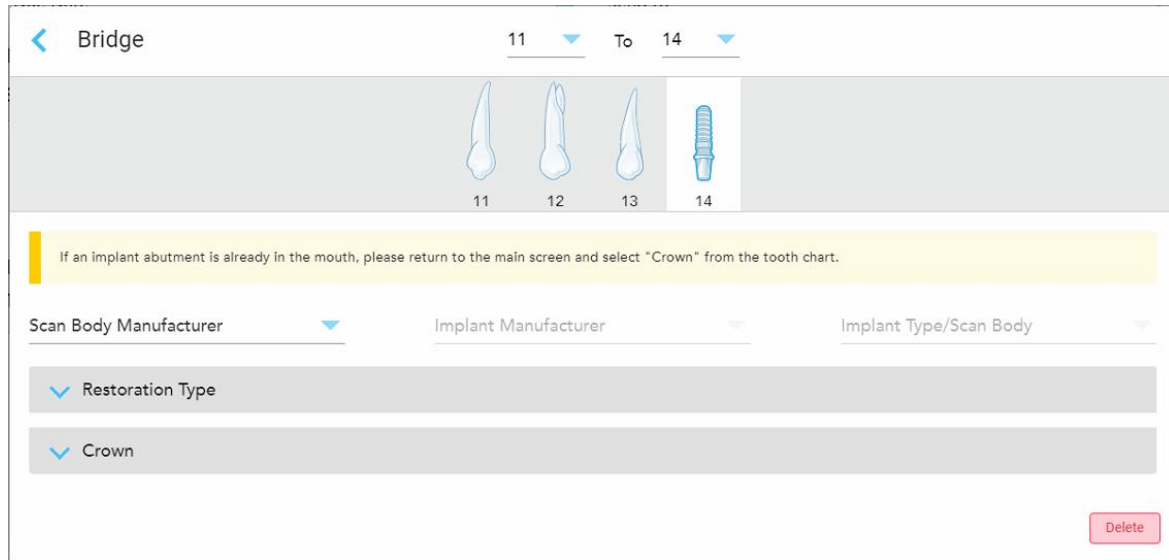 Bridge 11 To 14
11 12 13 14
If an implant abutment is already in the mouth, please return to the main screen and select "Crown" from the tooth chart.
Scan Body Manufacturer Implant Manufacturer Implant Type/Scan Body
Restoration Type
Crown
Delete